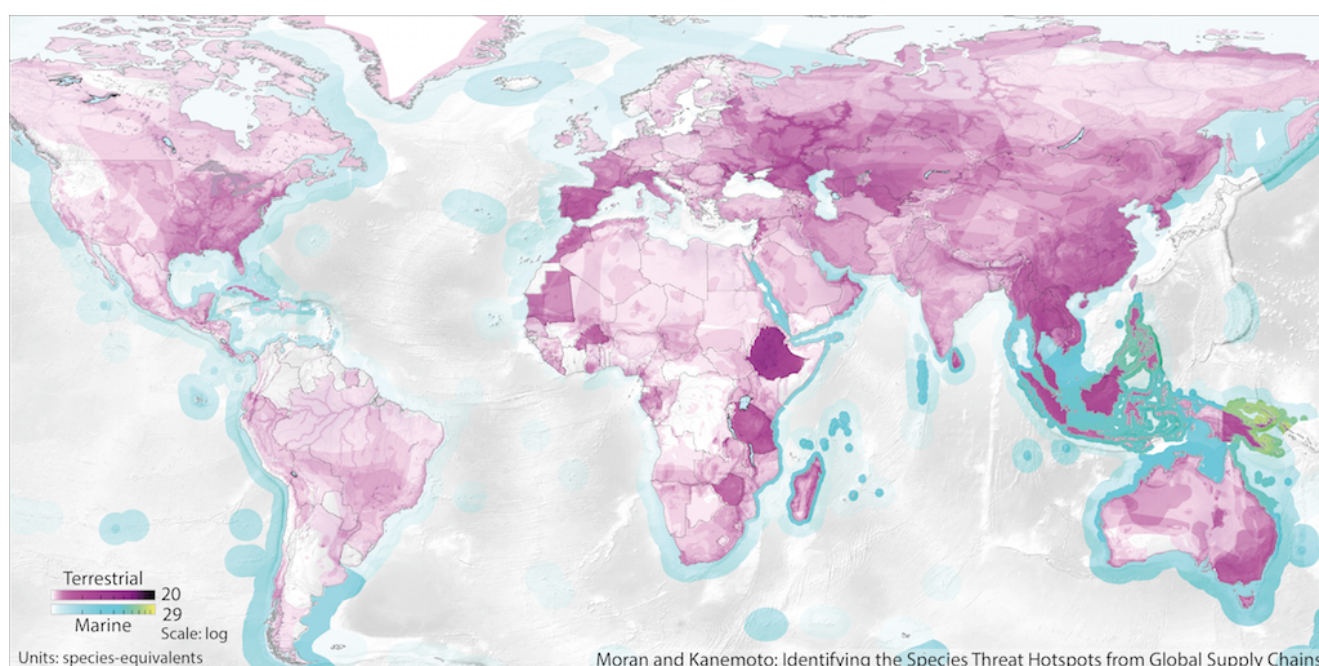 Terrestrial
20
29
Marine
Scale: log
Units: species-equivalents
Moran and Kanemoto: Identifying the Species Threat Hotspots from Global Supply Chains